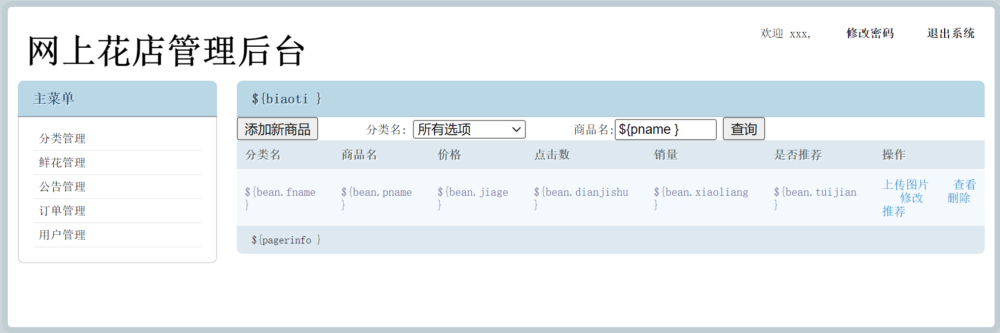 网上花店管理后台
欢迎 xxx, 修改密码 退出系统
主菜单
分类管理
鲜花管理
公告管理
订单管理
用户管理
${biaoti }
添加新商品 分类名: 所有选项 商品名: ${pname } 查询
分类名 商品名 价格 点击数 销量 是否推荐 操作
${bean.fname } ${bean.pname } ${bean.jiage } ${bean.dianjishu } ${bean.xiaoliang } ${bean.tuijian } 上传图片 查看
修改 删除
推荐
${pagerinfo }